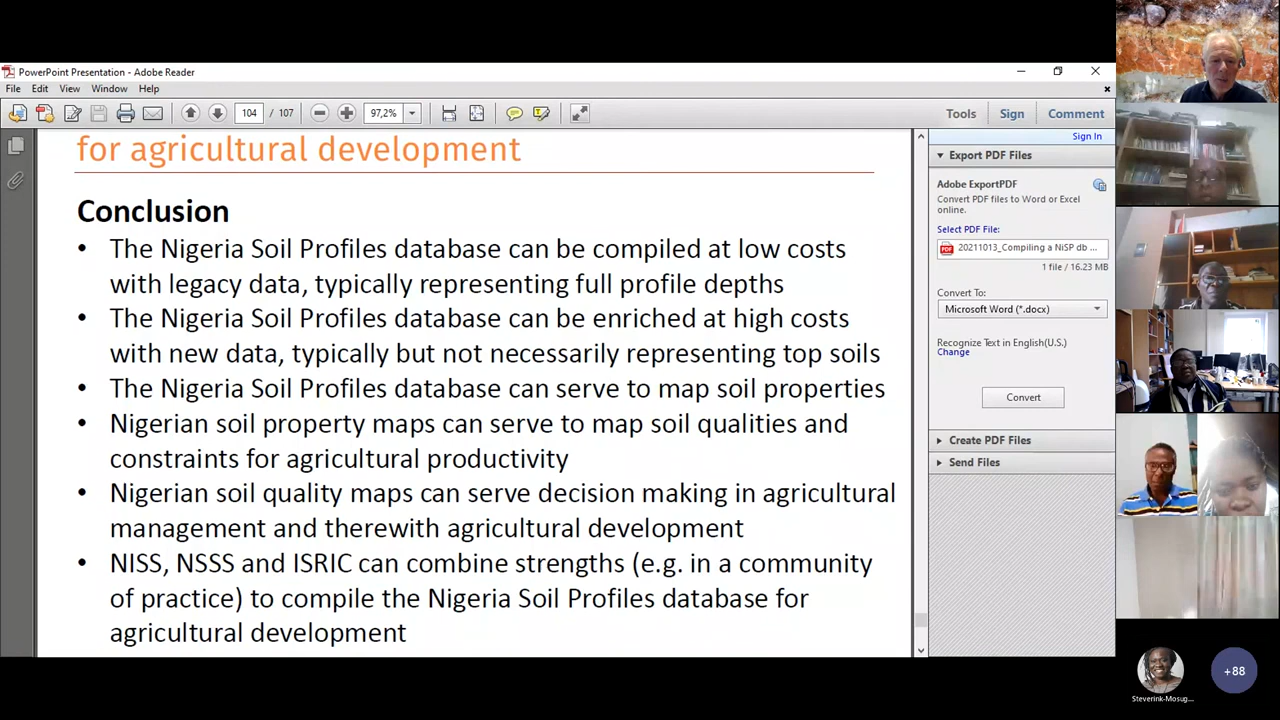 PowerPoint Presentation - Adobe Reader
File Edit View Window Help
104 / 107 97,2% Tools Sign Comment
Sign In
for agricultural development
Conclusion
• The Nigeria Soil Profiles database can be compiled at low costs
with legacy data, typically representing full profile depths
• The Nigeria Soil Profiles database can be enriched at high costs
with new data, typically but not necessarily representing top soils
• The Nigeria Soil Profiles database can serve to map soil properties
• Nigerian soil property maps can serve to map soil qualities and
constraints for agricultural productivity
• Nigerian soil quality maps can serve decision making in agricultural
management and therewith agricultural development
• NISS, NSSS and ISRIC can combine strengths (e.g. in a community
of practice) to compile the Nigeria Soil Profiles database for
agricultural development
Export PDF Files
Adobe ExportPDF
Convert PDF files to Word or Excel
online.
Select PDF File:
20211013_Compiling a NiSP db ...
1 file / 16.23 MB
Convert To:
Microsoft Word (*.docx)
Recognize Text in English(U.S.)
Change
Convert
Create PDF Files
Send Files
+88
Steverink-Mosug...